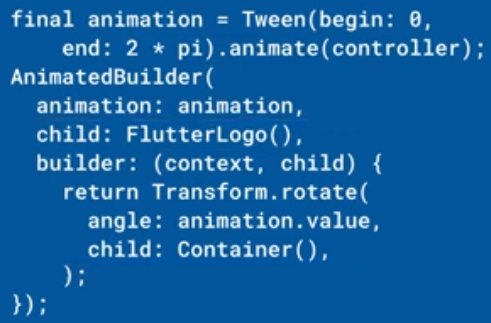 final animation = Tween(begin: 0,
    end: 2 * pi).animate(controller);
AnimatedBuilder(
  animation: animation,
  child: FlutterLogo(),
  builder: (context, child) {
    return Transform.rotate(
      angle: animation.value,
      child: Container(),
    );
});